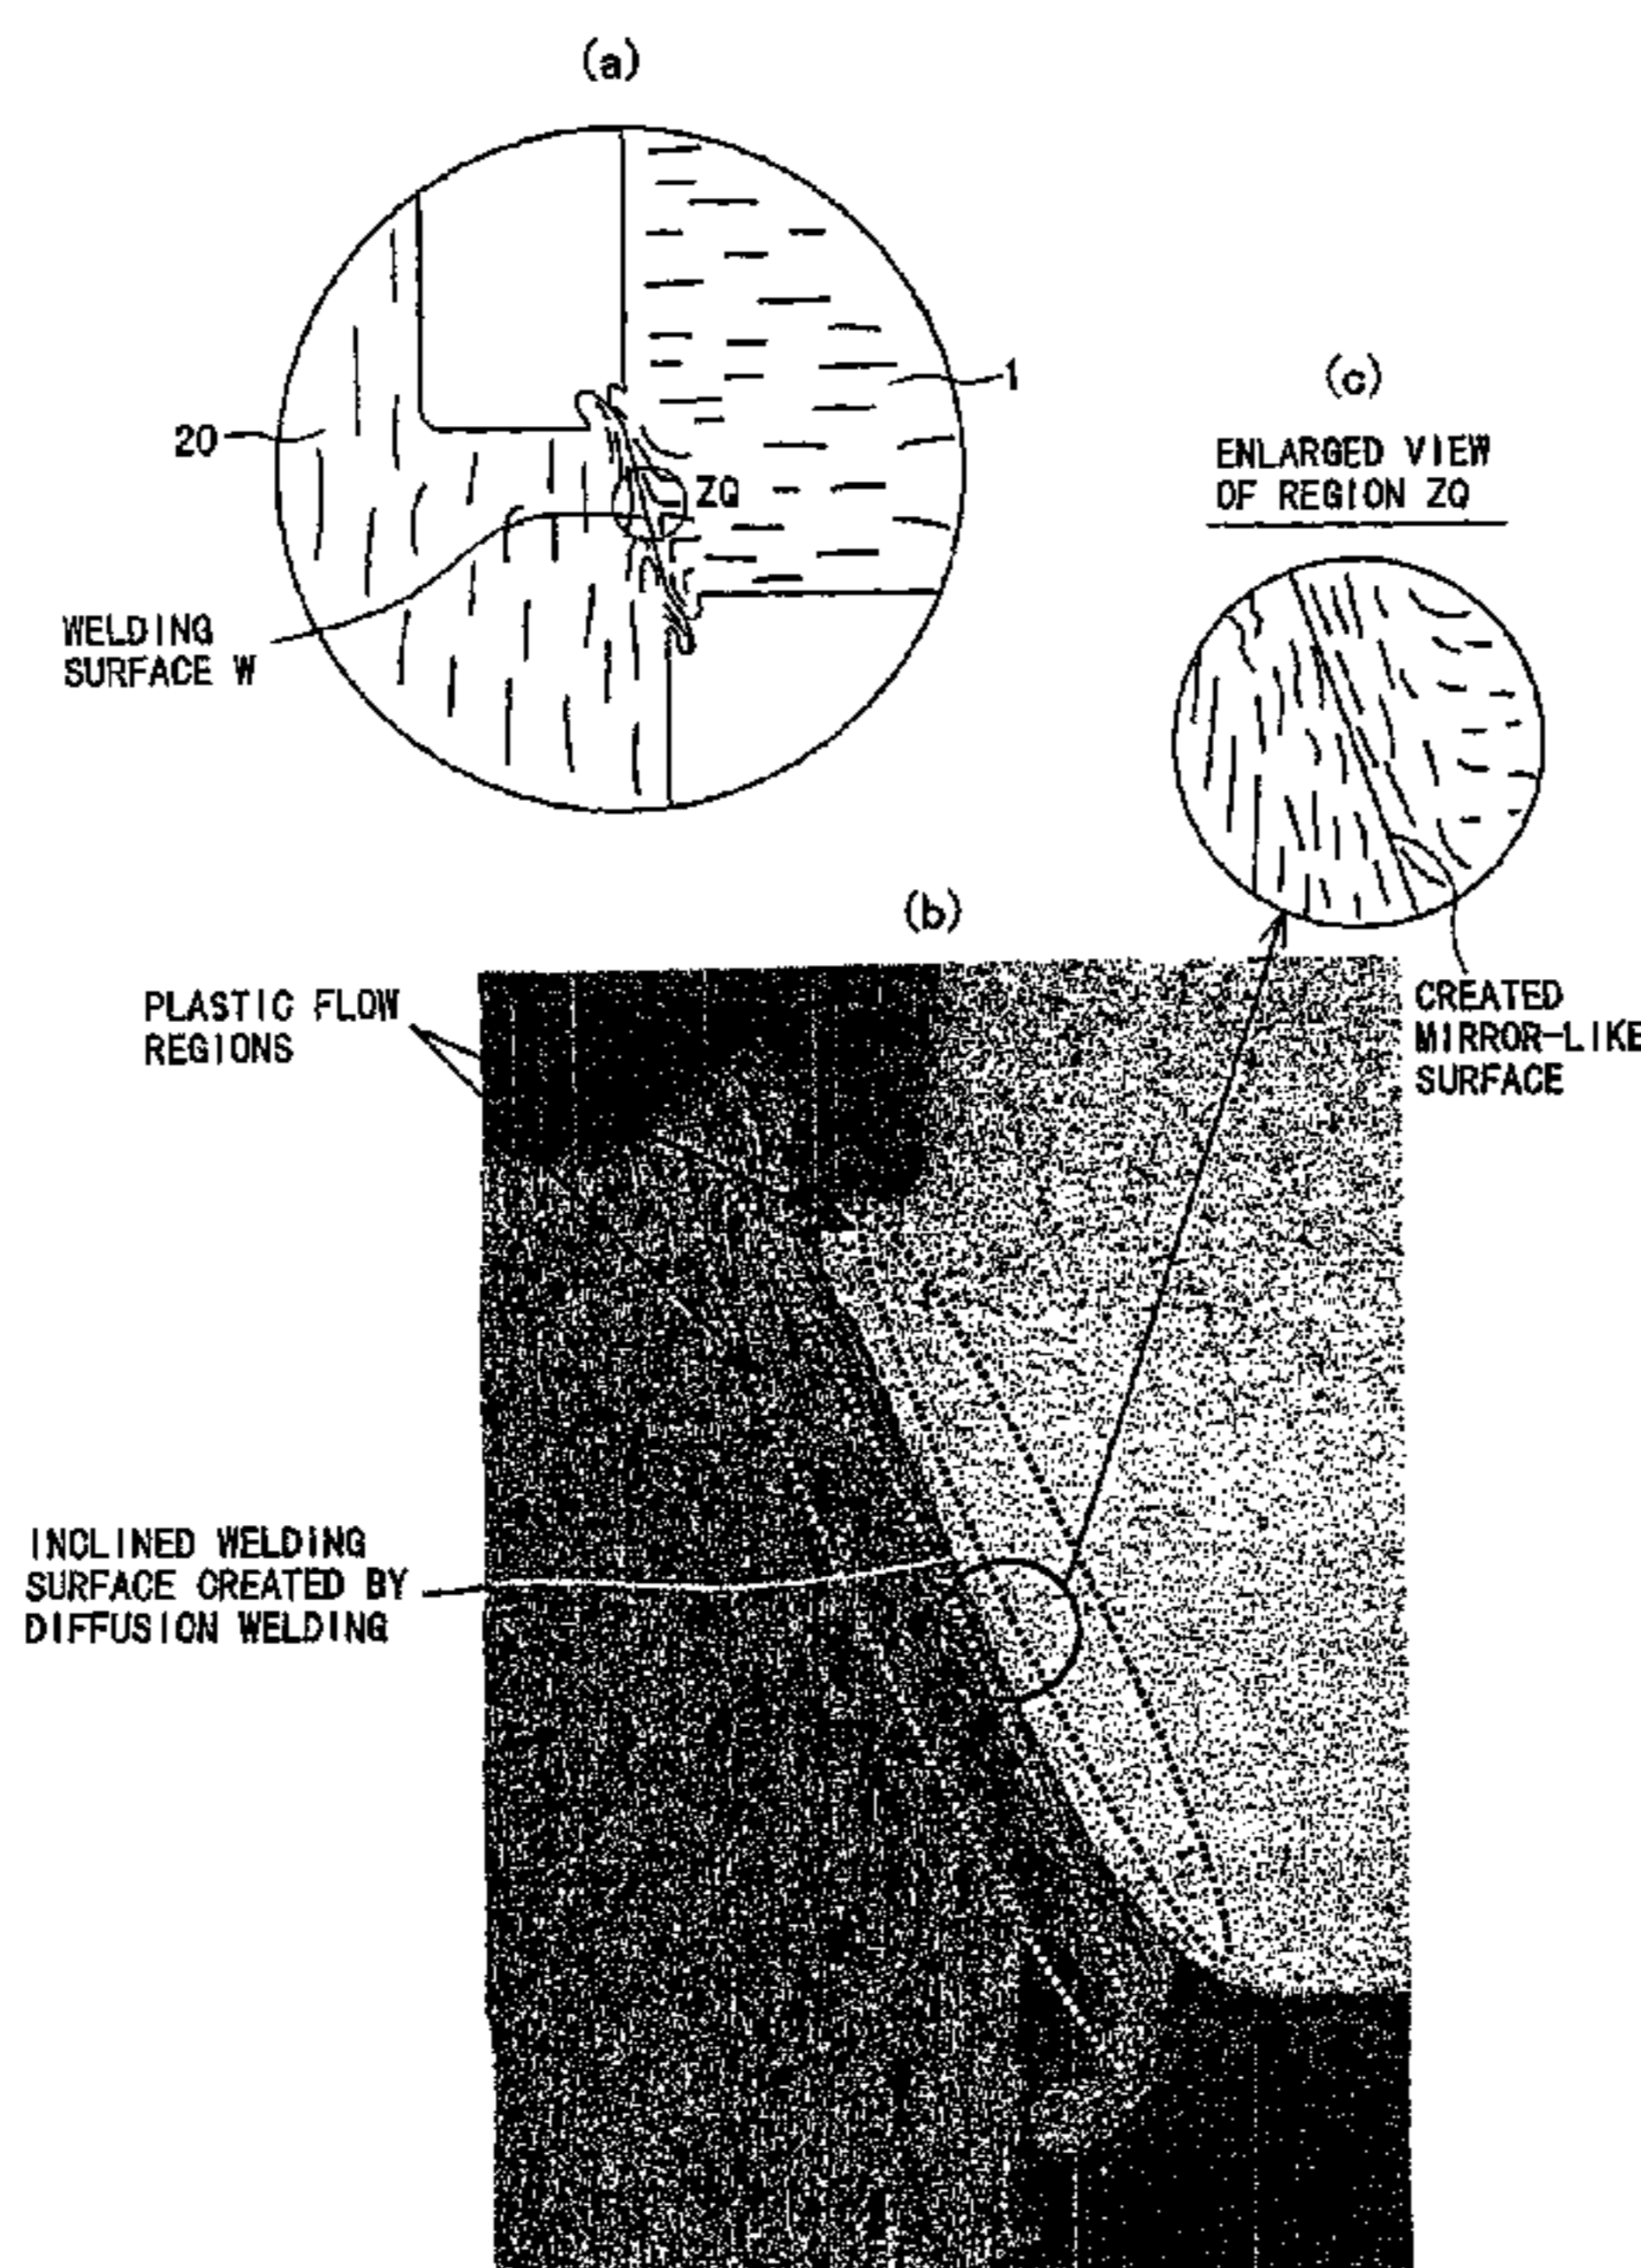 (a)
1
20
ZQ
WELDING
SURFACE W
(c)
ENLARGED VIEW
OF REGION ZQ
CREATED
MIRROR-LIKE
SURFACE
(b)
PLASTIC FLOW
REGIONS
INCLINED WELDING
SURFACE CREATED BY
DIFFUSION WELDING